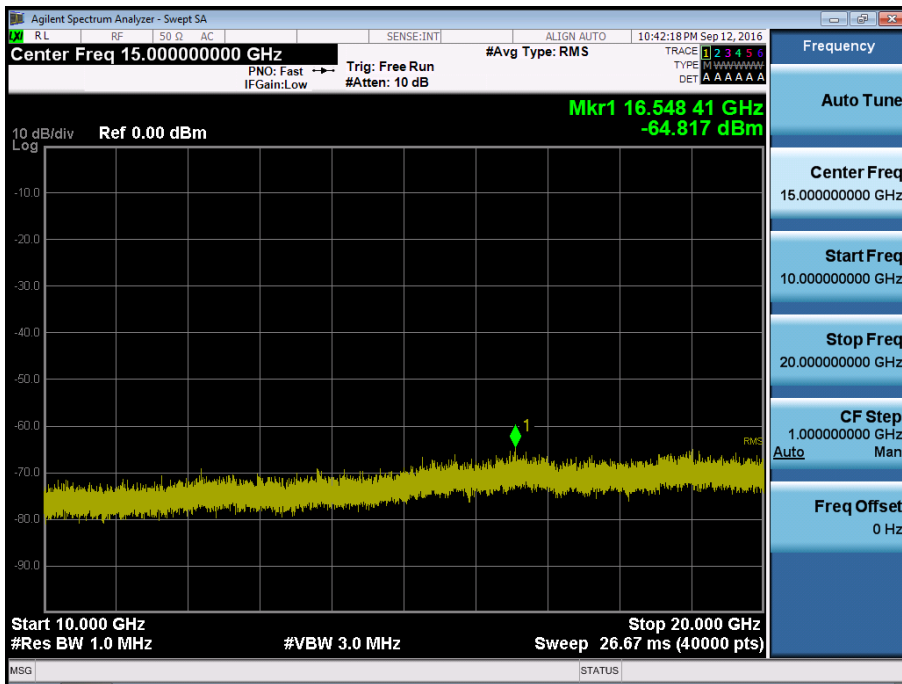 Agilent Spectrum Analyzer - Swept SA
LXI RL RF 50 Ω AC SENSE:INT ALIGN AUTO 10:42:18 PM Sep 12, 2016
Center Freq 15.000000000 GHz
PNO: Fast
IFGain:Low
Trig: Free Run
#Atten: 10 dB
#Avg Type: RMS
TRACE 1 2 3 4 5 6
TYPE M WWWWW
DET A A A A A A
Mkr1 16.548 41 GHz
-64.817 dBm
10 dB/div Ref 0.00 dBm
Log
-10.0
-20.0
-30.0
-40.0
-50.0
-60.0
-70.0
-80.0
-90.0
1
RMS
Start 10.000 GHz Stop 20.000 GHz
#Res BW 1.0 MHz #VBW 3.0 MHz Sweep 26.67 ms (40000 pts)
MSG STATUS
Frequency
Auto Tune
Center Freq
15.000000000 GHz
Start Freq
10.000000000 GHz
Stop Freq
20.000000000 GHz
CF Step
1.000000000 GHz
Auto Man
Freq Offset
0 Hz